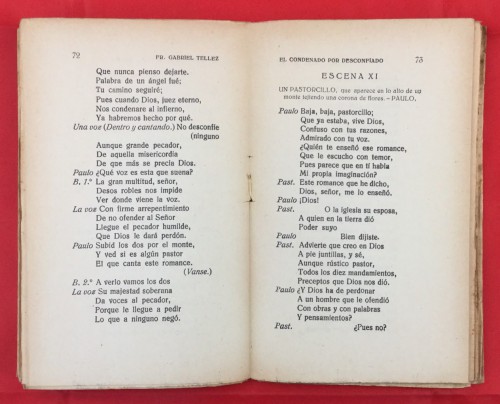 72
FR. GABRIEL TELLEZ
Que nunca pienso dejarte.
Palabra de un ángel fué;
Tu camino seguiré;
Pues cuando Dios, juez eterno,
Nos condenare al infierno,
Ya habremos hecho por qué.
Una voz (Dentro y cantando.) No desconfíe
(ninguno
Aunque grande pecador,
De aquella misericordia
De que más se precia Dios.
Paulo ¿Qué voz es esta que suena?
B. 1.º La gran multitud, señor,
Desos robles nos impide
Ver donde viene la voz.
La voz Con firme arrepentimiento
De no ofender al Señor
Llegue el pecador humilde,
Que Dios le dará perdón.
Paulo Subid los dos por el monte,
Y ved si es algún pastor
El que canta este romance.
(Vanse.)
B. 2.º A verlo vamos los dos
La voz Su majestad soberana
Da voces al pecador,
Porque le llegue a pedir
Lo que a ninguno negó.
EL CONDENADO POR DESCONFIADO
73
ESCENA XI
UN PASTORCILLO, que aparece en lo alto de un
monte tejiendo una corona de flores.—PAULO.
Paulo Baja, baja, pastorcillo;
Que ya estaba, vive Dios,
Confuso con tus razones,
Admirado con tu voz.
¿Quién te enseñó ese romance,
Que le escucho con temor,
Pues parece que en ti habla
Mi propia imaginación?
Past. Este romance que he dicho,
Dios, señor, me lo enseñó.
Paulo ¡Dios!
Past. O la iglesia su esposa,
A quien en la tierra dió
Poder suyo
Paulo Bien dijiste.
Past. Advierte que creo en Dios
A pie juntillas, y sé,
Aunque rústico pastor,
Todos los diez mandamientos,
Preceptos que Dios nos dió.
Paulo ¿Y Dios ha de perdonar
A un hombre que le ofendió
Con obras y con palabras
Y pensamientos?
Past. ¿Pues no?